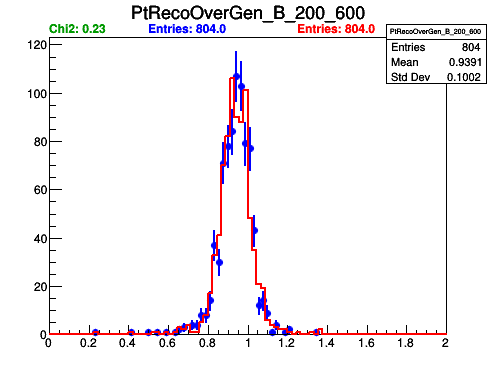 PtRecoOverGen_B_200_600
Chi2: 0.23 Entries: 804.0 Entries: 804.0
PtRecoOverGen_B_200_600
Entries 804
Mean 0.9391
Std Dev 0.1002
120
100
80
60
40
20
0
0 0.2 0.4 0.6 0.8 1 1.2 1.4 1.6 1.8 2